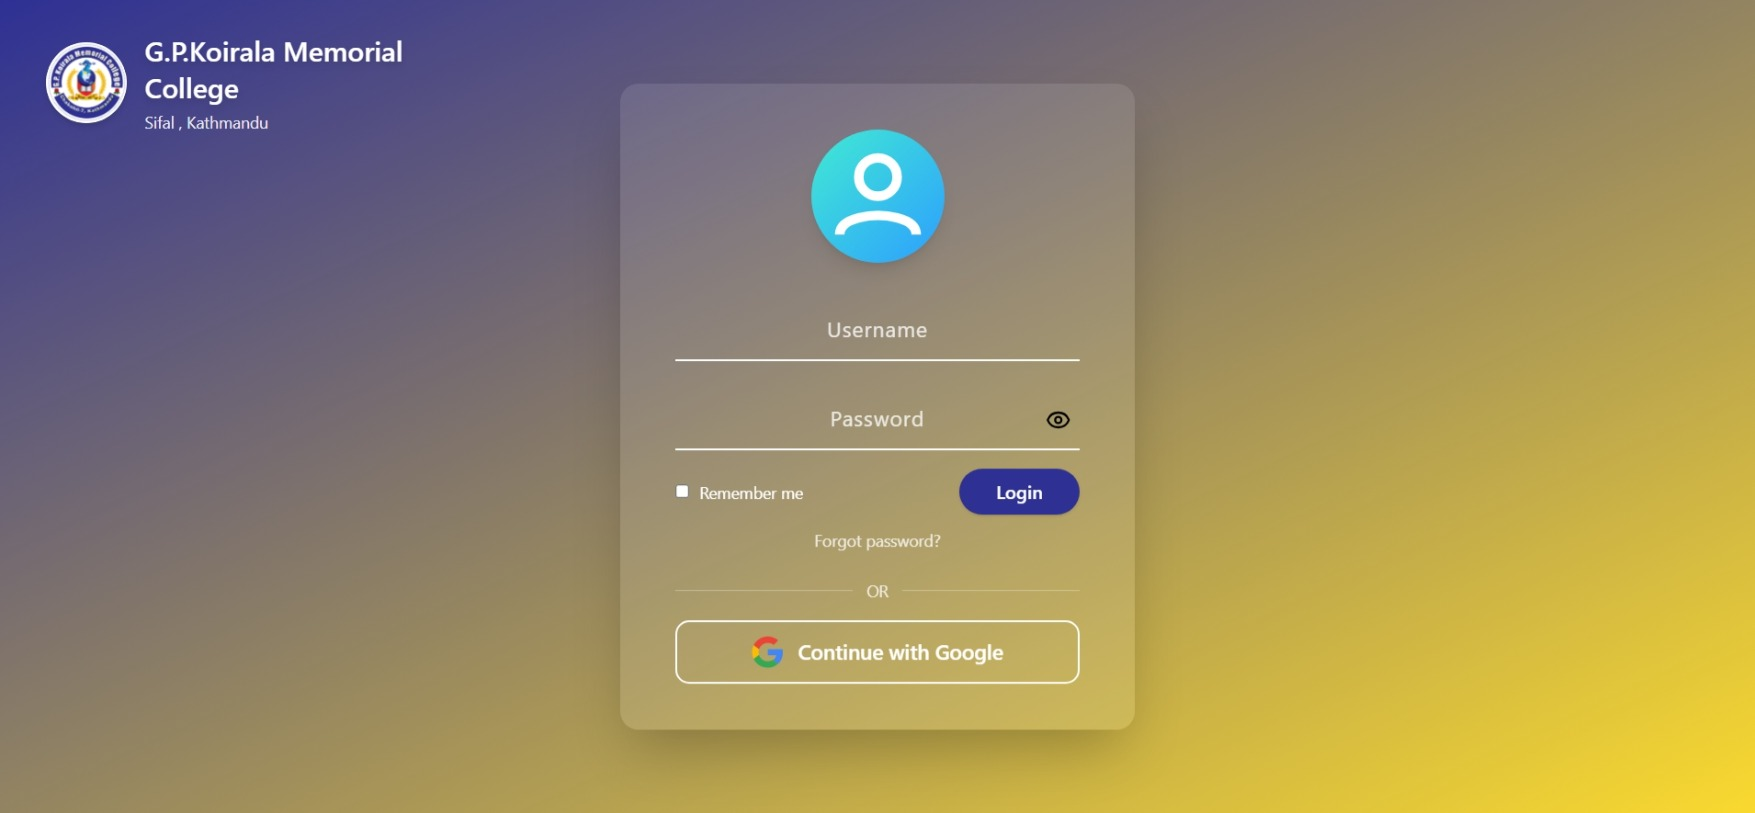 G.P.Koirala Memorial
College
Sifal , Kathmandu
Username
Password
Remember me
Login
Forgot password?
OR
Continue with Google